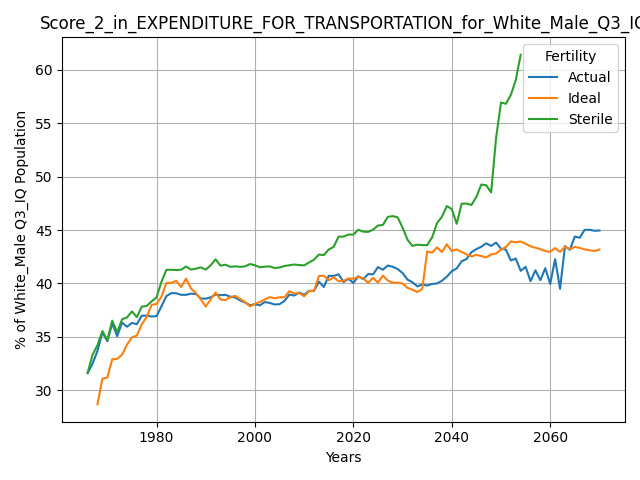 Score_2_in_EXPENDITURE_FOR_TRANSPORTATION_for_White_Male_Q3_IQ
Fertility
Actual
Ideal
Sterile
% of White_Male Q3_IQ Population
60
55
50
45
40
35
30
1980
2000
2020
2040
2060
Years